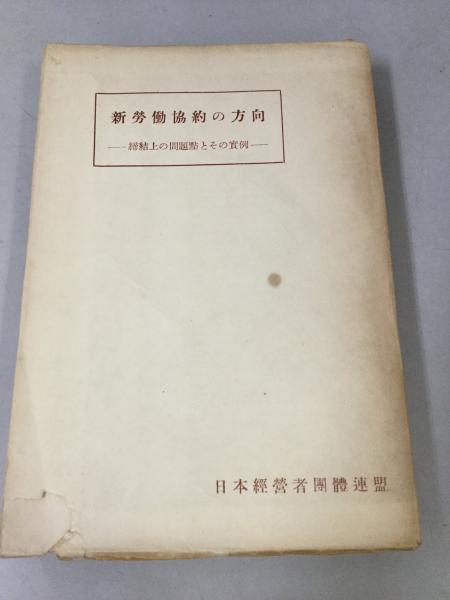 新勞働協約の方向
──締結上の問題點とその實例──
日本經營者團體連盟